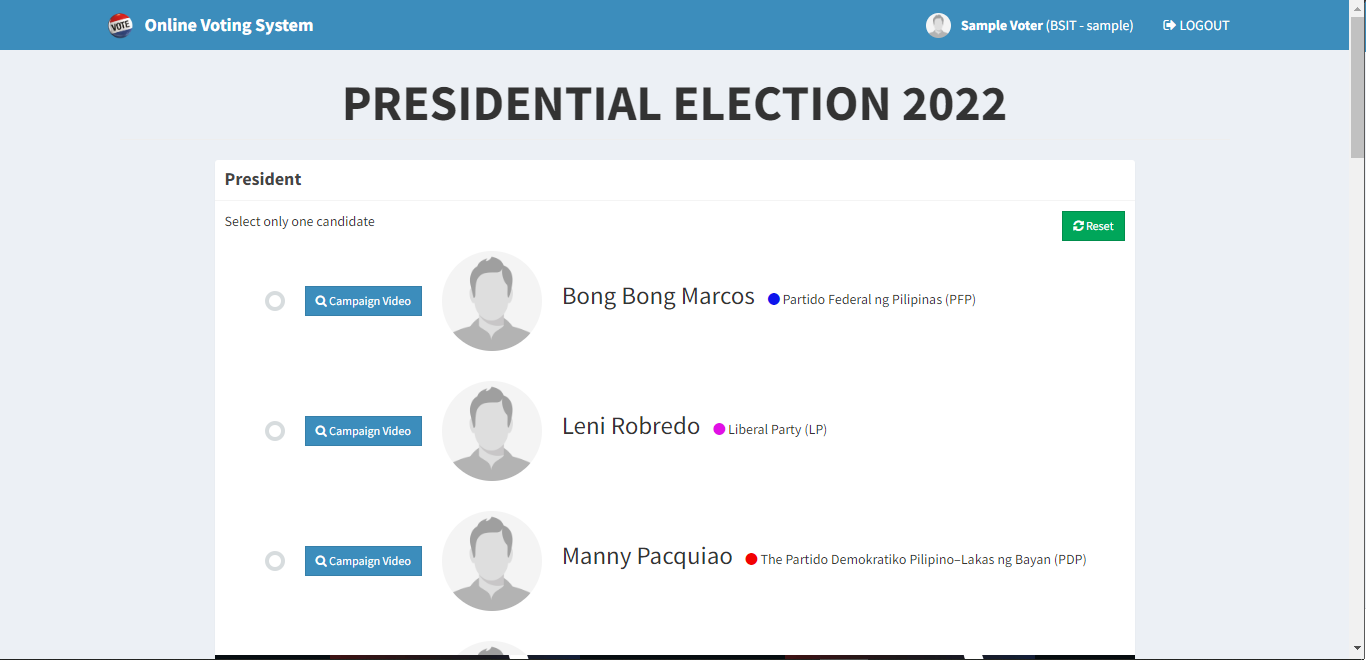 VOTE Online Voting System Sample Voter (BSIT - sample) LOGOUT
PRESIDENTIAL ELECTION 2022
President
Select only one candidate Reset
Campaign Video Bong Bong Marcos Partido Federal ng Pilipinas (PFP)
Campaign Video Leni Robredo Liberal Party (LP)
Campaign Video Manny Pacquiao The Partido Demokratiko Pilipino–Lakas ng Bayan (PDP)